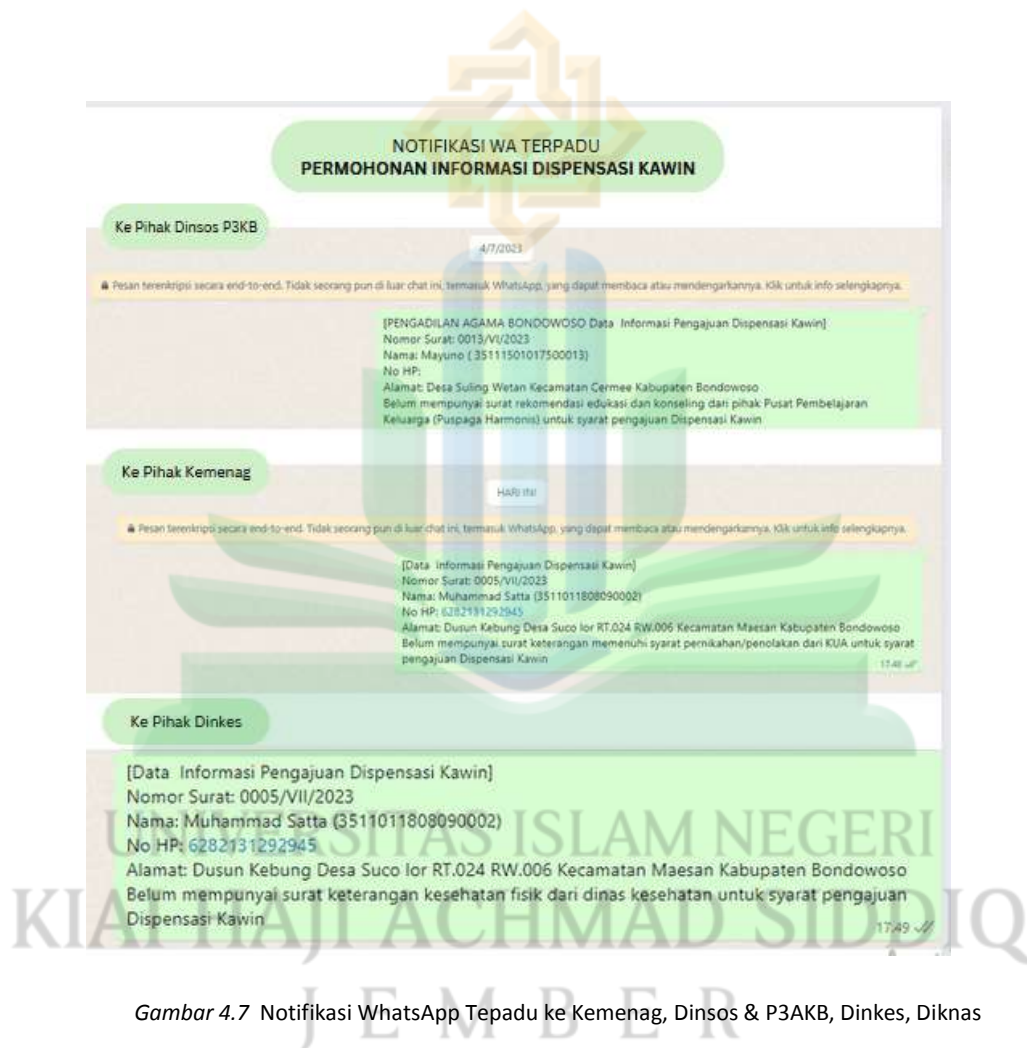 NOTIFIKASI WA TERPADU
PERMOHONAN INFORMASI DISPENSASI KAWIN
Ke Pihak Dinsos P3KB
4/7/2023
Pesan terenkripsi secara end-to-end. Tidak seorang pun di luar chat ini, termasuk WhatsApp, yang dapat membaca atau mendengarkannya. Klik untuk info selengkapnya.
[PENGADILAN AGAMA BONDOWOSO Data Informasi Pengajuan Dispensasi Kawin]
Nomor Surat: 0013/VI/2023
Nama: Mayuno ( 35111501017500013)
No HP:
Alamat: Desa Suling Wetan Kecamatan Cermee Kabupaten Bondowoso
Belum mempunyai surat rekomendasi edukasi dan konseling dari pihak Pusat Pembelajaran
Keluarga (Puspaga Harmonis) untuk syarat pengajuan Dispensasi Kawin
Ke Pihak Kemenag
HARI INI
Pesan terenkripsi secara end-to-end. Tidak seorang pun di luar chat ini, termasuk WhatsApp, yang dapat membaca atau mendengarkannya. Klik untuk info selengkapnya.
[Data Informasi Pengajuan Dispensasi Kawin]
Nomor Surat: 0005/VII/2023
Nama: Muhammad Satta (3511011808090002)
No HP: 6282131292945
Alamat: Dusun Kebung Desa Suco lor RT.024 RW.006 Kecamatan Maesan Kabupaten Bondowoso
Belum mempunyai surat keterangan memenuhi syarat pernikahan/penolakan dari KUA untuk syarat
pengajuan Dispensasi Kawin
17.48
Ke Pihak Dinkes
[Data Informasi Pengajuan Dispensasi Kawin]
Nomor Surat: 0005/VII/2023
Nama: Muhammad Satta (3511011808090002)
No HP: 6282131292945
Alamat: Dusun Kebung Desa Suco lor RT.024 RW.006 Kecamatan Maesan Kabupaten Bondowoso
Belum mempunyai surat keterangan kesehatan fisik dari dinas kesehatan untuk syarat pengajuan
Dispensasi Kawin
17.49
UNIVERSITAS ISLAM NEGERI
KIAI HAJI ACHMAD SIDDIQ
JEMBER
Gambar 4.7 Notifikasi WhatsApp Tepadu ke Kemenag, Dinsos & P3AKB, Dinkes, Diknas